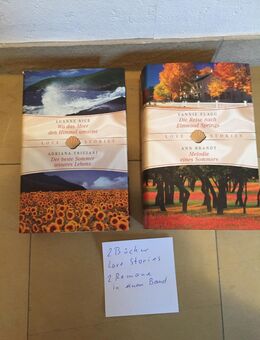 LUANNE RICE
Wo das Meer
den Himmel umarmt
LOVE STORIES
ADRIANA TRIGIANI
Der beste Sommer
unseres Lebens
FANNIE FLAGG
Die Reise nach
Elmwood Springs
LOVE STORIES
ANN BRANDT
Melodie
eines Sommers
2 Bücher
Love Stories
2 Romane
in einem Band